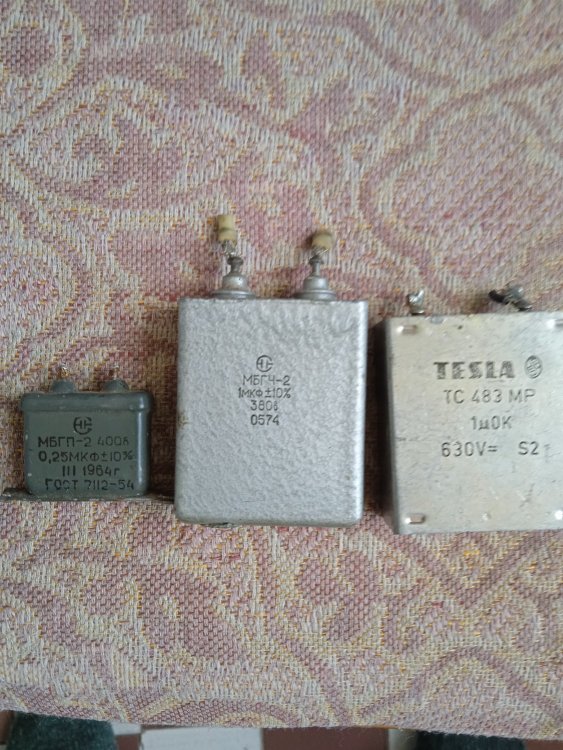 МБГП-2 400в
0,25МКФ±10%
III 1964г
ГОСТ 7112-54
МБГЧ-2
1МКФ±10%
380в
0574
TESLA
TC 483 MP
1µ0K
630V= S2